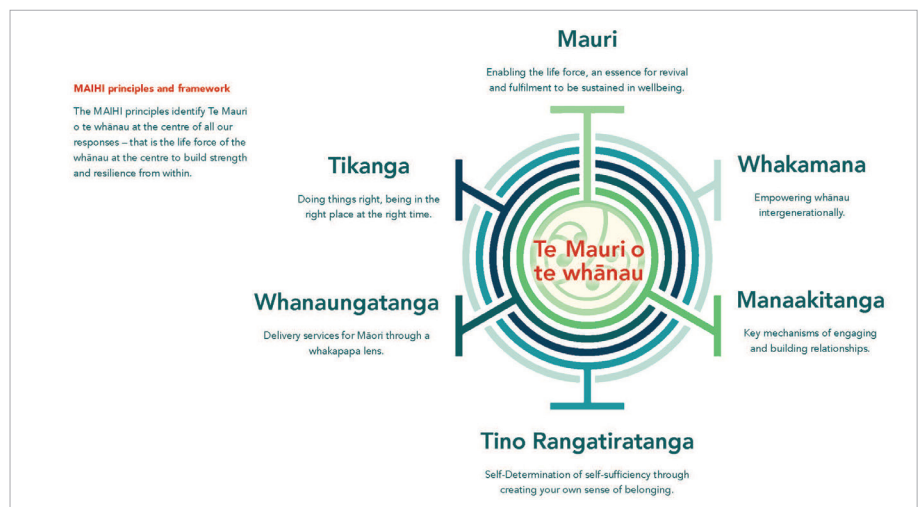 MAIHI principles and framework
The MAIHI principles identify Te Mauri
o te whānau at the centre of all our
responses – that is the life force of the
whānau at the centre to build strength
and resilience from within.
Mauri
Enabling the life force, an essence for revival
and fulfilment to be sustained in wellbeing.
Tikanga
Doing things right, being in the
right place at the right time.
Whakamana
Empowering whānau
intergenerationally.
Te Mauri o
te whānau
Whanaungatanga
Delivery services for Māori through a
whakapapa lens.
Manaakitanga
Key mechanisms of engaging
and building relationships.
Tino Rangatiratanga
Self-Determination of self-sufficiency through
creating your own sense of belonging.